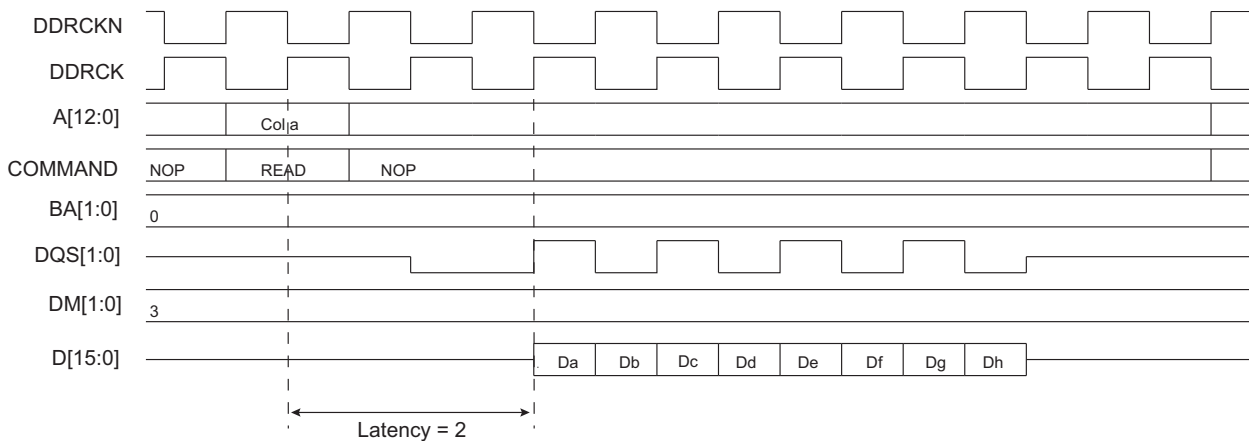 DDRCKN
DDRCK
A[12:0] Col a
COMMAND NOP READ NOP
BA[1:0] 0
DQS[1:0]
DM[1:0] 3
D[15:0] Da Db Dc Dd De Df Dg Dh
Latency = 2